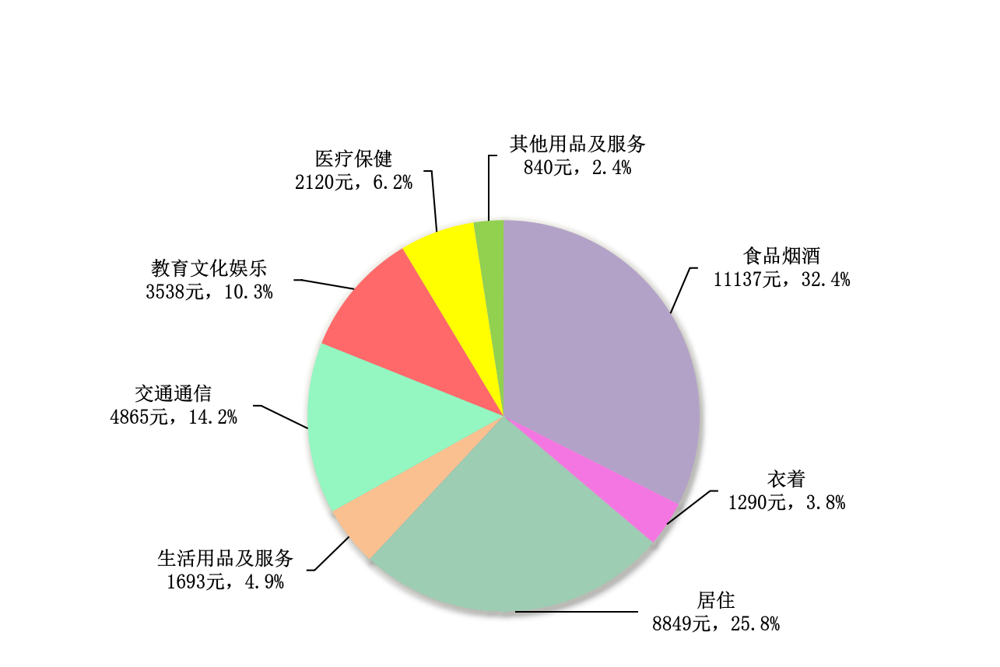 其他用品及服务
840元，2.4%
医疗保健
2120元，6.2%
食品烟酒
11137元，32.4%
教育文化娱乐
3538元，10.3%
交通通信
4865元，14.2%
衣着
1290元，3.8%
生活用品及服务
1693元，4.9%
居住
8849元，25.8%